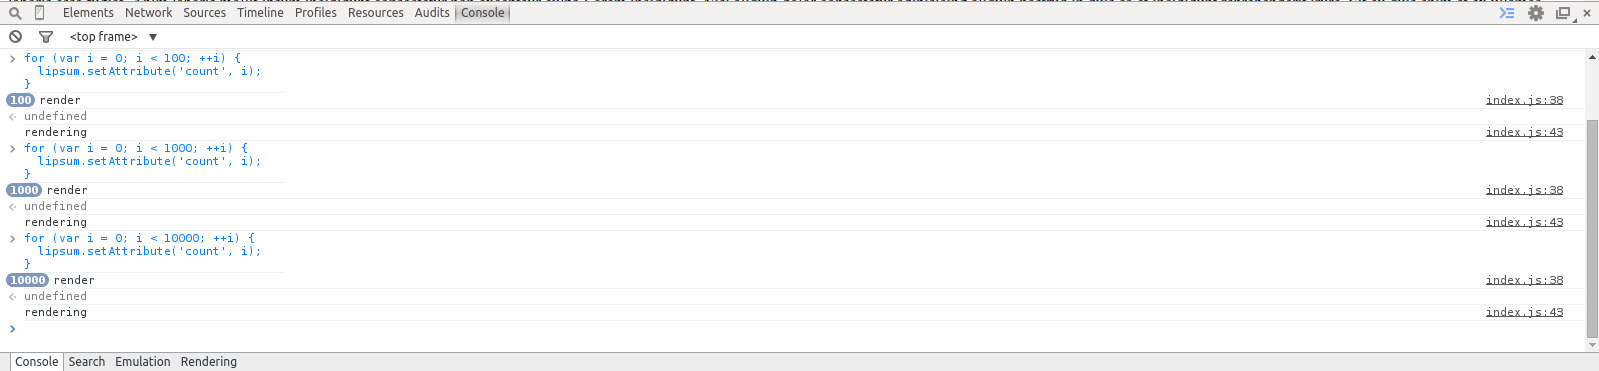 Elements Network Sources Timeline Profiles Resources Audits Console
<top frame> ▼
for (var i = 0; i < 100; ++i) {
lipsum.setAttribute('count', i);
}
100 render index.js:38
undefined
rendering index.js:43
for (var i = 0; i < 1000; ++i) {
lipsum.setAttribute('count', i);
}
1000 render index.js:38
undefined
rendering index.js:43
for (var i = 0; i < 10000; ++i) {
lipsum.setAttribute('count', i);
}
10000 render index.js:38
undefined
rendering index.js:43
Console Search Emulation Rendering